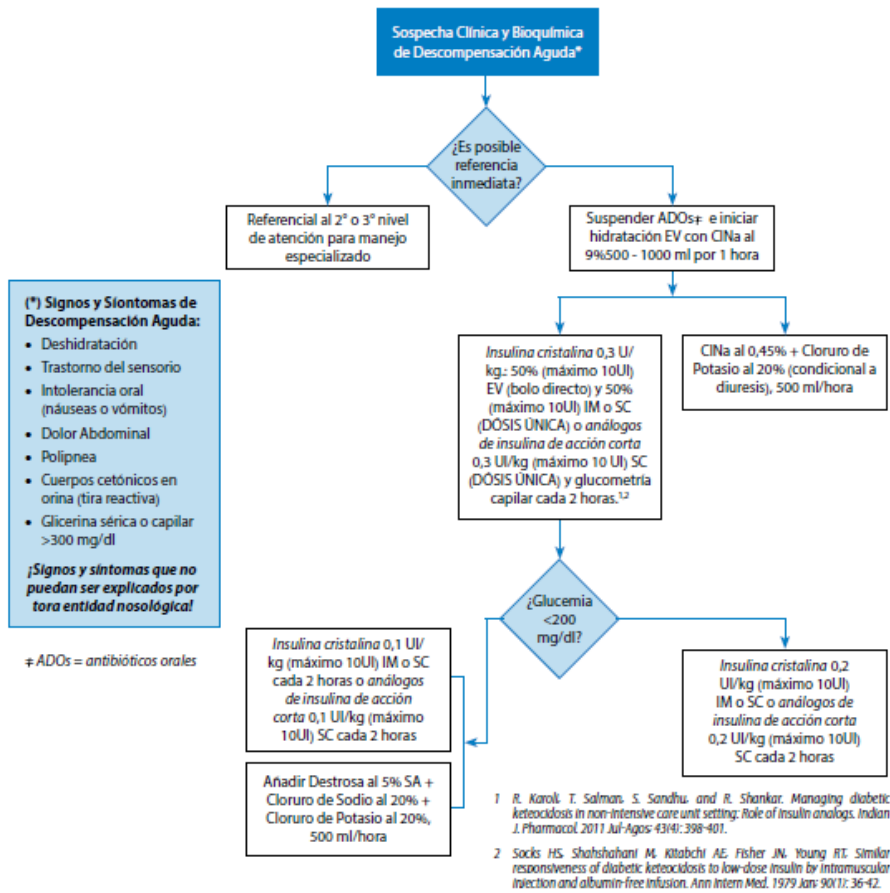 Sospecha Clínica y Bioquímica
de Descompensación Aguda*
¿Es posible
referencia
inmediata?
Referencial al 2° o 3° nivel
de atención para manejo
especializado
Suspender ADOs⧧ e iniciar
hidratación EV con ClNa al
9%500 - 1000 ml por 1 hora
(*) Signos y Síontomas de
Descompensación Aguda:
• Deshidratación
• Trastorno del sensorio
• Intolerancia oral
(náuseas o vómitos)
• Dolor Abdominal
• Polipnea
• Cuerpos cetónicos en
orina (tira reactiva)
• Glicerina sérica o capilar
>300 mg/dl
¡Signos y síntomas que no
puedan ser explicados por
tora entidad nosológica!
⧧ ADOs = antibióticos orales
Insulina cristalina 0,3 U/
kg.: 50% (máximo 10UI)
EV (bolo directo) y 50%
(máximo 10UI) IM o SC
(DÓSIS ÚNICA) o análogos
de insulina de acción corta
0,3 UI/kg (máximo 10 UI) SC
(DÓSIS ÚNICA) y glucometría
capilar cada 2 horas.1,2
ClNa al 0,45% + Cloruro de
Potasio al 20% (condicional a
diuresis), 500 ml/hora
¿Glucemia
<200
mg/dl?
Insulina cristalina 0,1 UI/
kg (máximo 10UI) IM o SC
cada 2 horas o análogos
de insulina de acción
corta 0,1 UI/kg (máximo
10UI) SC cada 2 horas
Añadir Destrosa al 5% SA +
Cloruro de Sodio al 20% +
Cloruro de Potasio al 20%,
500 ml/hora
Insulina cristalina 0,2
UI/kg (máximo 10UI)
IM o SC o análogos de
insulina de acción corta
0,2 UI/kg (máximo 10UI)
SC cada 2 horas
1 R. Karoli, T. Salman, S. Sandhu, and R. Shankar. Managing diabetic
keteocidosis in non-intensive care unit setting: Role of insulin analogs. Indian
J. Pharmacol. 2011 Jul-Agos; 43(4): 398-401.
2 Socks HS, Shahshahani M, Kitabchi AE, Fisher JN, Young RT. Similar
responsiveness of diabetic keteocidosis to low-dose insulin by intramuscular
injection and albumin-free infusion. Ann Intern Med. 1979 Jan; 90(1): 36-42.